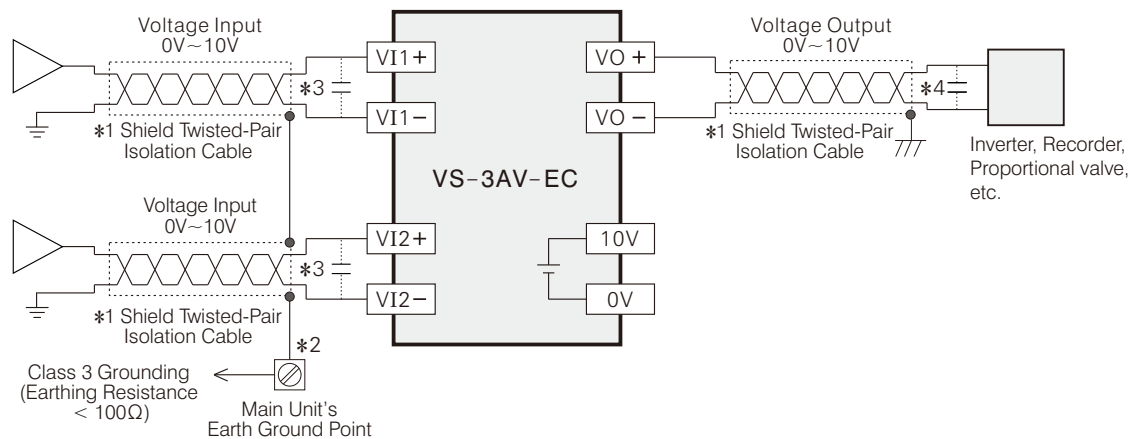 Voltage Input
0V~10V
VI1+
*3
VI1−
*1 Shield Twisted-Pair
Isolation Cable
Voltage Input
0V~10V
VI2+
*3
VI2−
*1 Shield Twisted-Pair
Isolation Cable
*2
Class 3 Grounding
(Earthing Resistance
< 100Ω)
Main Unit's
Earth Ground Point
VS-3AV-EC
VO +
VO −
10V
0V
Voltage Output
0V~10V
*4
*1 Shield Twisted-Pair
Isolation Cable
Inverter, Recorder,
Proportional valve,
etc.